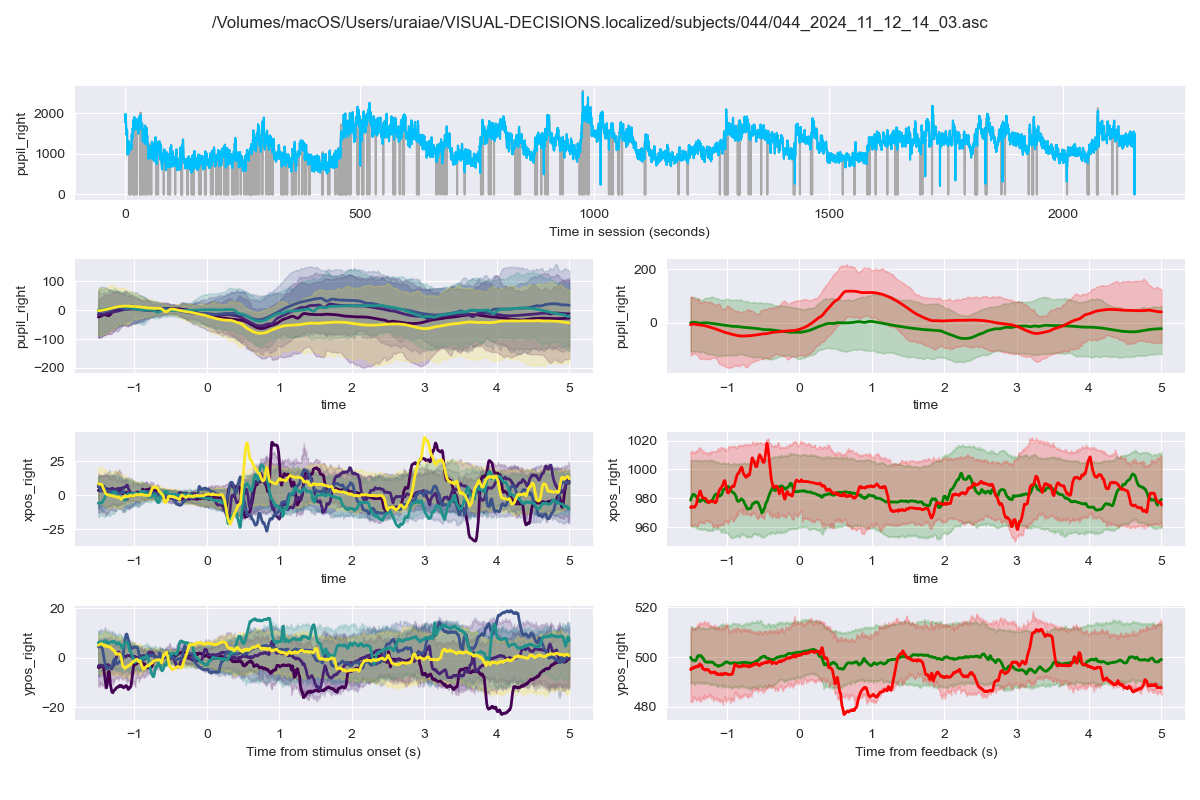 /Volumes/macOS/Users/uraiae/VISUAL-DECISIONS.localized/subjects/044/044_2024_11_12_14_03.asc
pupil_right
2000
1000
0
0 500 1000 1500 2000
Time in session (seconds)
pupil_right
100
0
−100
−200
−1 0 1 2 3 4 5
time
pupil_right
200
0
−1 0 1 2 3 4 5
time
xpos_right
25
0
−25
−1 0 1 2 3 4 5
time
xpos_right
1020
1000
980
960
−1 0 1 2 3 4 5
time
ypos_right
20
0
−20
−1 0 1 2 3 4 5
Time from stimulus onset (s)
ypos_right
520
500
480
−1 0 1 2 3 4 5
Time from feedback (s)